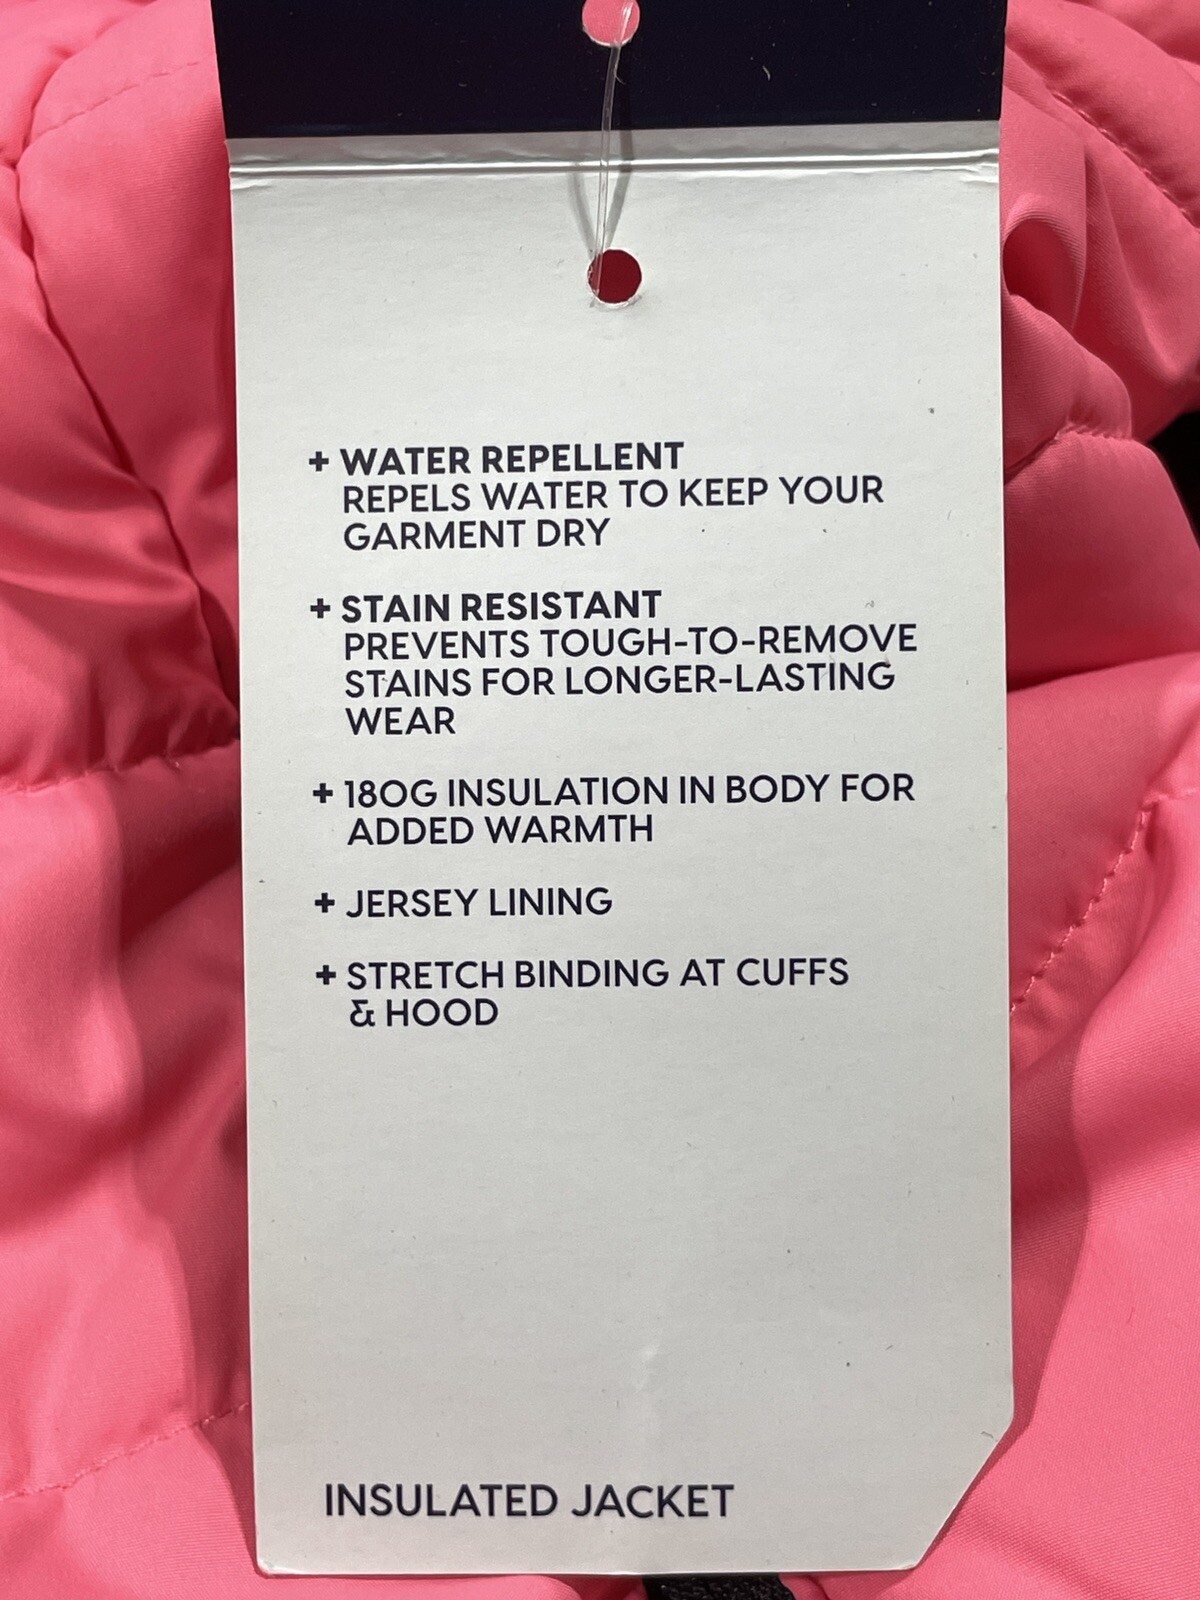 + WATER REPELLENT
REPELS WATER TO KEEP YOUR
GARMENT DRY
+ STAIN RESISTANT
PREVENTS TOUGH-TO-REMOVE
STAINS FOR LONGER-LASTING
WEAR
+ 180G INSULATION IN BODY FOR
ADDED WARMTH
+ JERSEY LINING
+ STRETCH BINDING AT CUFFS
& HOOD
INSULATED JACKET